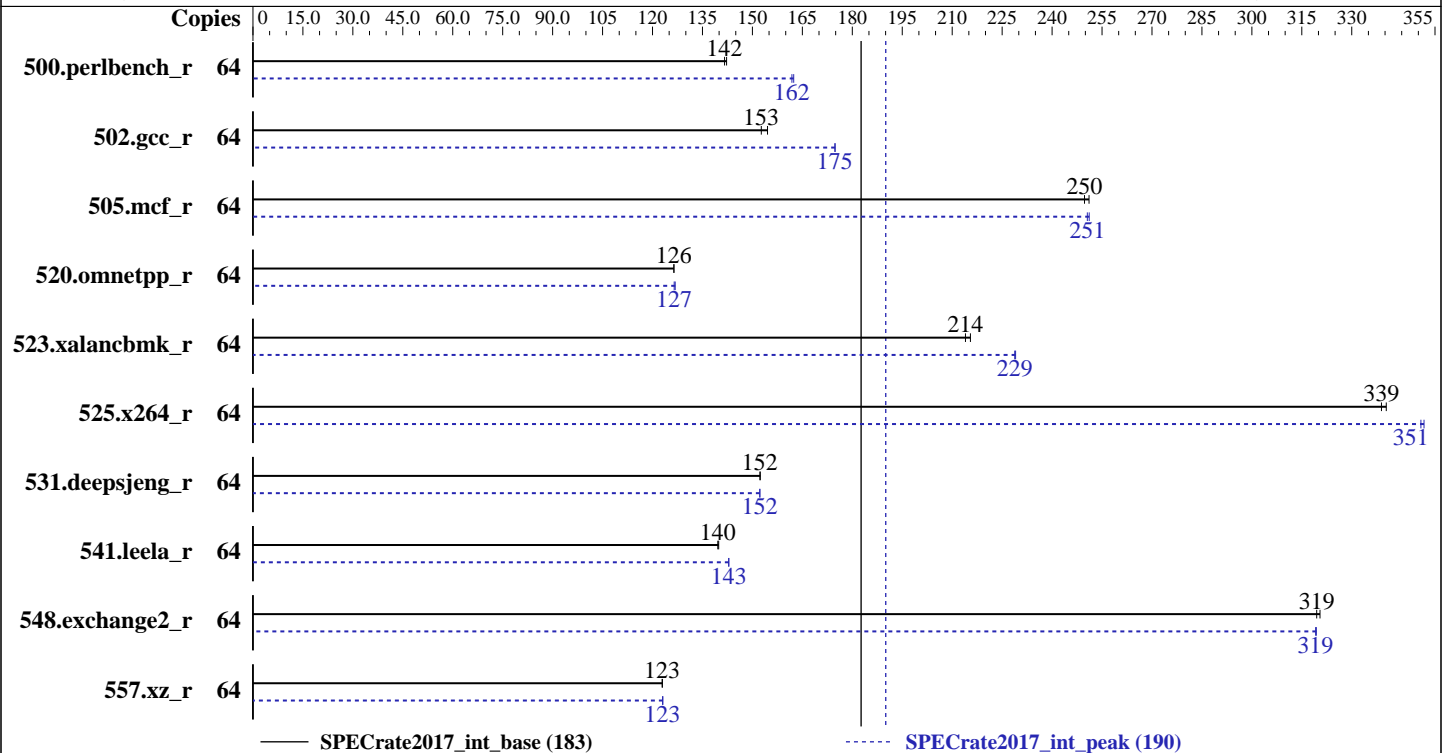 Copies 0 15.0 30.0 45.0 60.0 75.0 90.0 105 120 135 150 165 180 195 210 225 240 255 270 285 300 315 330 355
142
500.perlbench_r 64
162
153
502.gcc_r 64
175
250
505.mcf_r 64
251
126
520.omnetpp_r 64
127
214
523.xalancbmk_r 64
229
339
525.x264_r 64
351
152
531.deepsjeng_r 64
152
140
541.leela_r 64
143
319
548.exchange2_r 64
319
123
557.xz_r 64
123
SPECrate2017_int_base (183) SPECrate2017_int_peak (190)